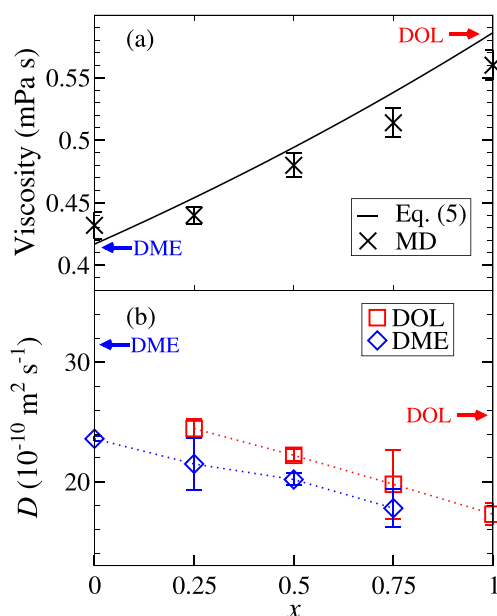 (a)
DOL
0.55
0.5
0.45
0.4
Viscosity (mPa s)
Eq. (5)
MD
DME
(b)
DOL
DME
DME
30
20
DOL
D (10⁻¹⁰ m² s⁻¹)
0
0.25
0.5
0.75
1
x